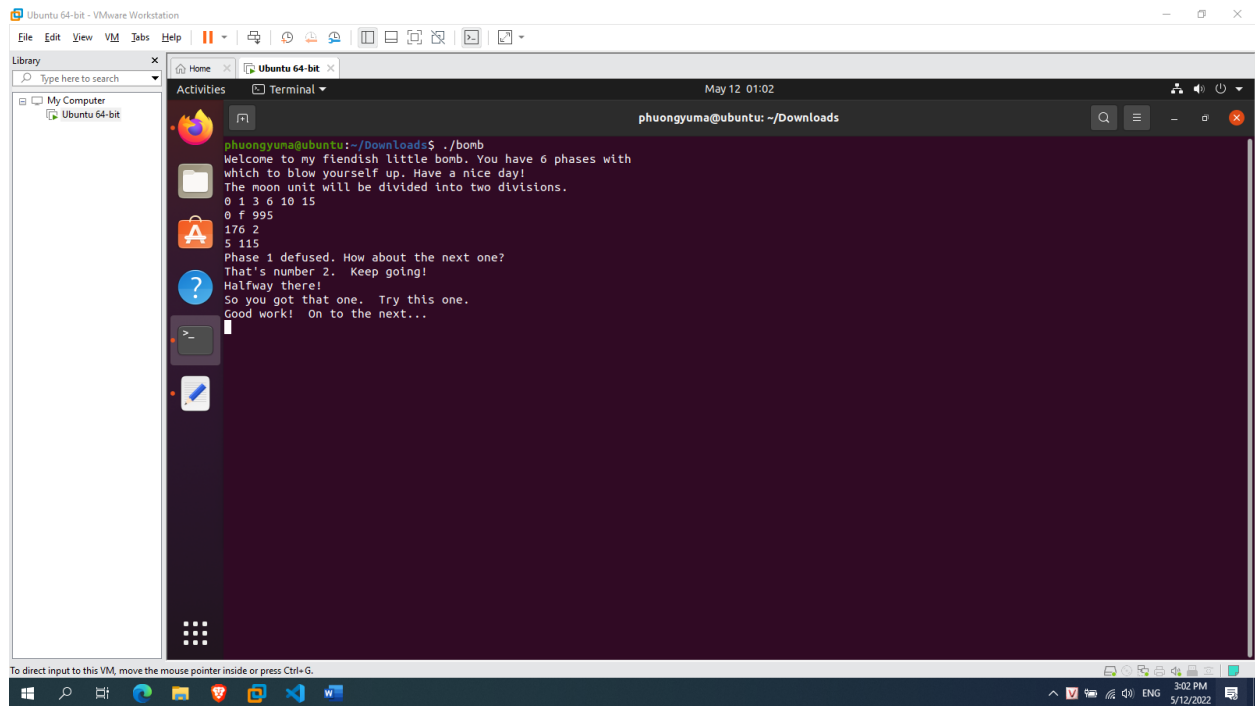 Ubuntu 64-bit - VMware Workstation
File Edit View VM Tabs Help
Library
Type here to search
My Computer
Ubuntu 64-bit
Home
Ubuntu 64-bit
Activities Terminal May 12 01:02
phuongyuma@ubuntu: ~/Downloads
phuongyuma@ubuntu:~/Downloads$ ./bomb
Welcome to my fiendish little bomb. You have 6 phases with
which to blow yourself up. Have a nice day!
The moon unit will be divided into two divisions.
0 1 3 6 10 15
0 f 995
176 2
5 115
Phase 1 defused. How about the next one?
That's number 2.  Keep going!
Halfway there!
So you got that one.  Try this one.
Good work!  On to the next...
To direct input to this VM, move the mouse pointer inside or press Ctrl+G.
ENG
3:02 PM
5/12/2022